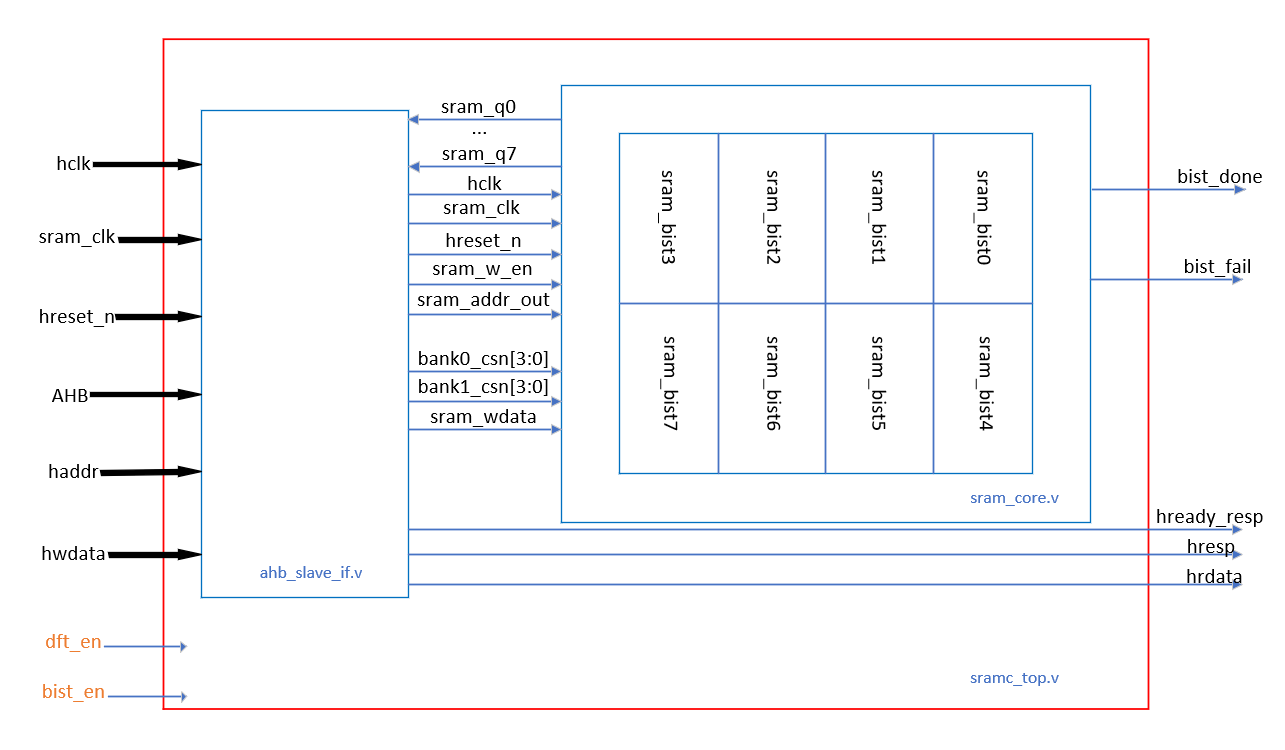 hclk
sram_clk
hreset_n
AHB
haddr
hwdata
dft_en
bist_en
ahb_slave_if.v
sram_q0
...
sram_q7
hclk
sram_clk
hreset_n
sram_w_en
sram_addr_out
bank0_csn[3:0]
bank1_csn[3:0]
sram_wdata
sram_bist3
sram_bist2
sram_bist1
sram_bist0
sram_bist7
sram_bist6
sram_bist5
sram_bist4
sram_core.v
bist_done
bist_fail
hready_resp
hresp
hrdata
sramc_top.v